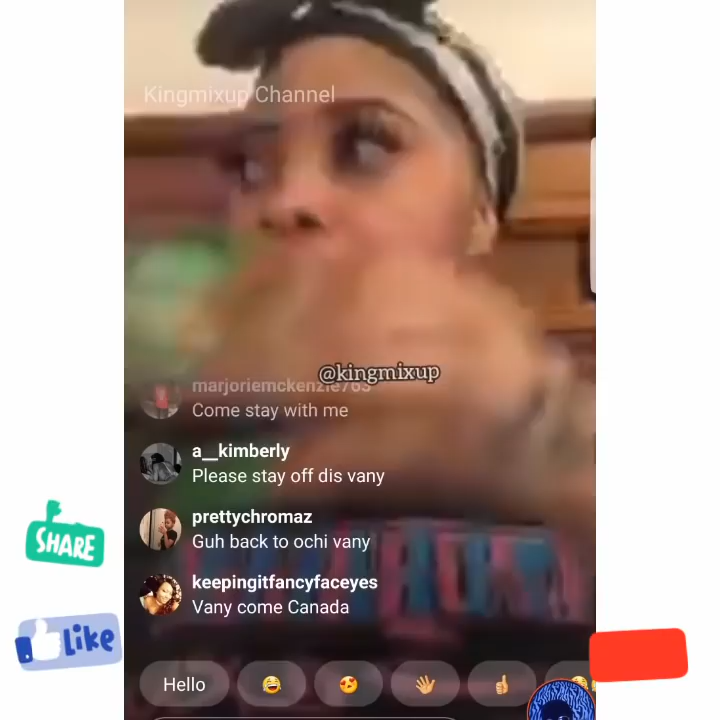 Kingmixup Channel
@kingmixup
marjoriemckenzie763
Come stay with me
a__kimberly
Please stay off dis vany
prettychromaz
Guh back to ochi vany
keepingitfancyfaceyes
Vany come Canada
SHARE
Like
Hello